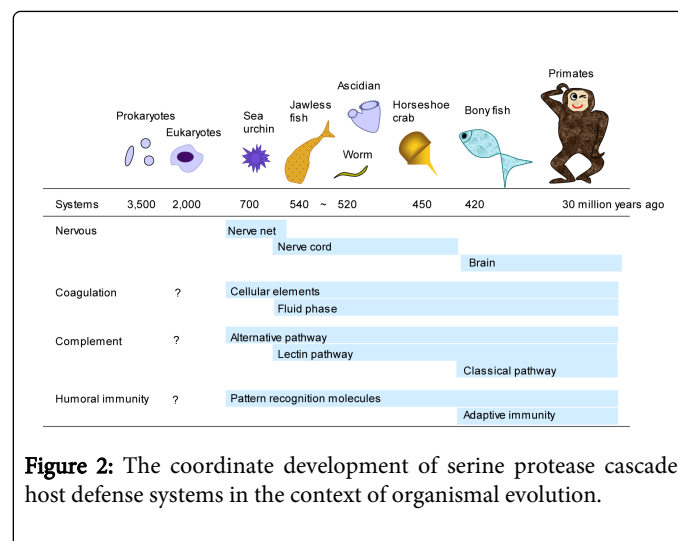 Primates
Ascidian
Prokaryotes
Eukaryotes
Sea urchin
Jawless fish
Horseshoe crab
Bony fish
Worm
Systems 3,500 2,000 700 540 ~ 520 450 420 30 million years ago
Nervous Nerve net
Nerve cord
Brain
Coagulation ? Cellular elements
Fluid phase
Complement ? Alternative pathway
Lectin pathway
Classical pathway
Humoral immunity ? Pattern recognition molecules
Adaptive immunity
Figure 2: The coordinate development of serine protease cascade
host defense systems in the context of organismal evolution.